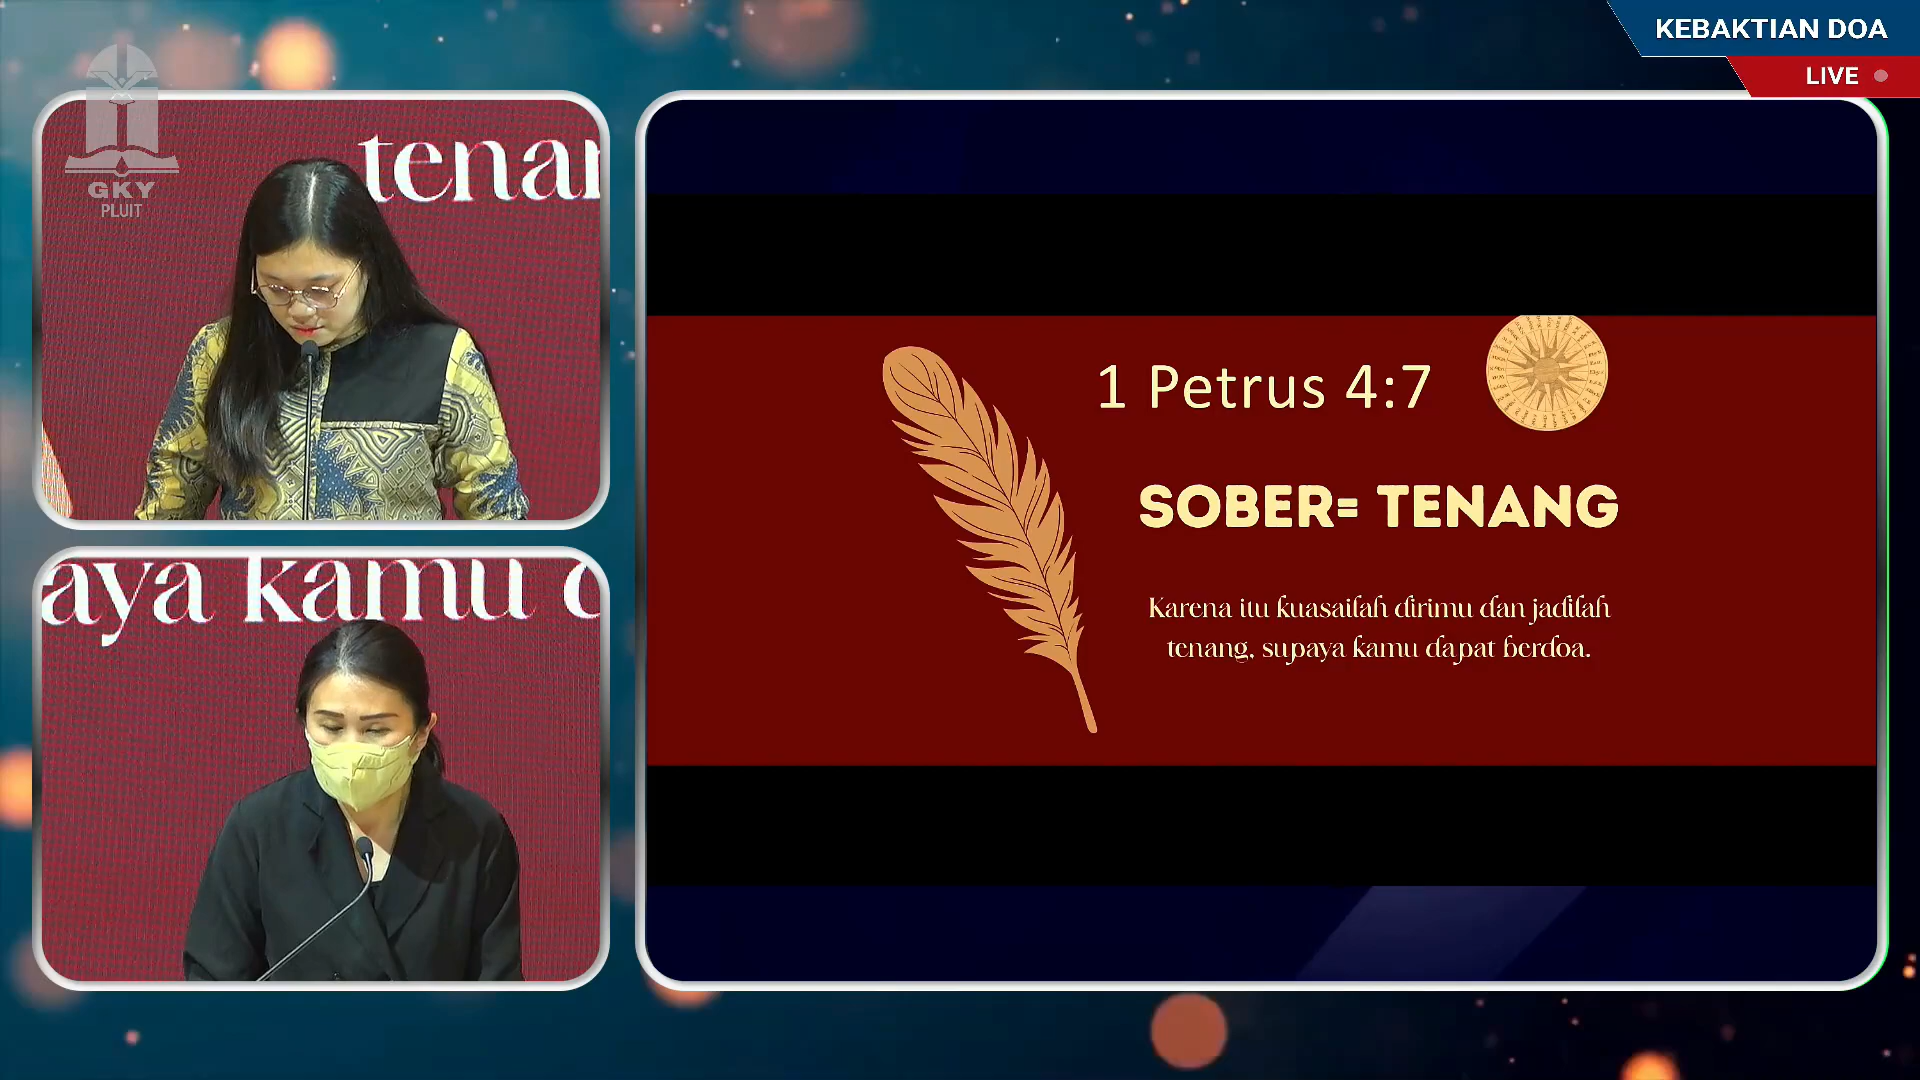 KEBAKTIAN DOA
LIVE
GKY
PLUIT
tenan
aya kamu d
1 Petrus 4:7
SOBER= TENANG
Karena itu kuasailah dirimu dan jadilah
tenang, supaya kamu dapat berdoa.